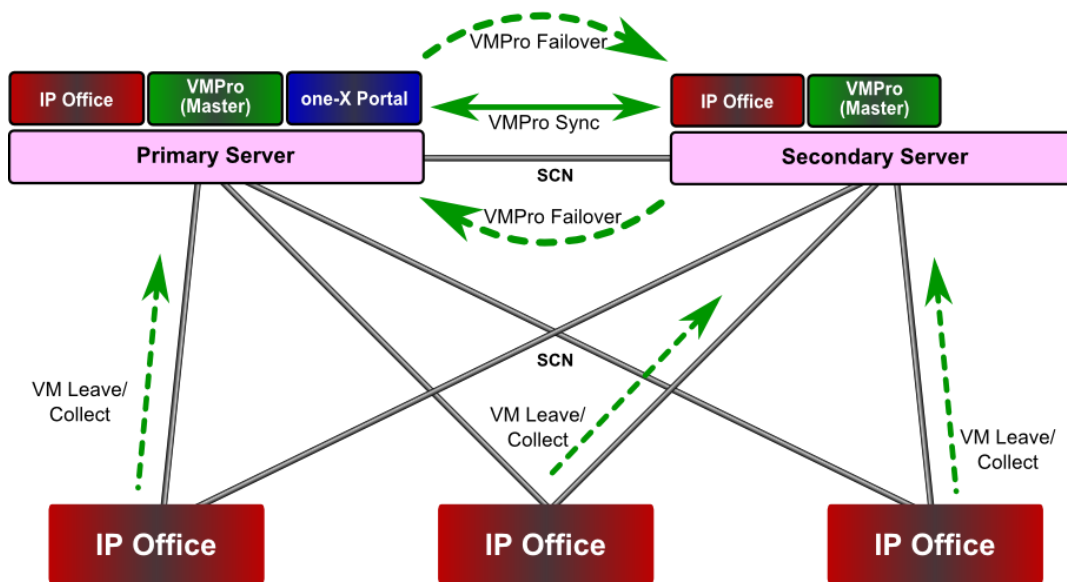 VMPro Failover
IP Office
VMPro
(Master)
one-X Portal
VMPro Sync
IP Office
VMPro
(Master)
Primary Server
SCN
Secondary Server
VMPro Failover
SCN
VM Leave/
Collect
VM Leave/
Collect
VM Leave/
Collect
IP Office
IP Office
IP Office